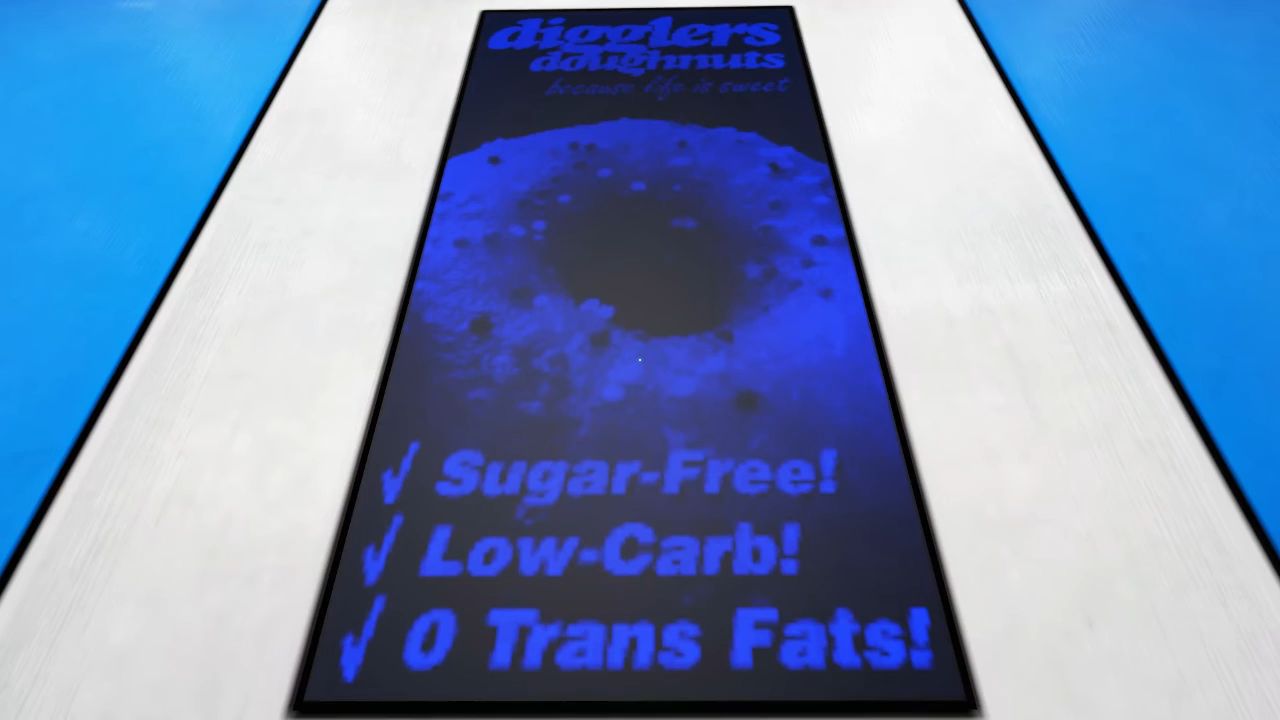 digglers
doughnuts
because life is sweet
✓ Sugar-Free!
✓ Low-Carb!
✓ 0 Trans Fats!